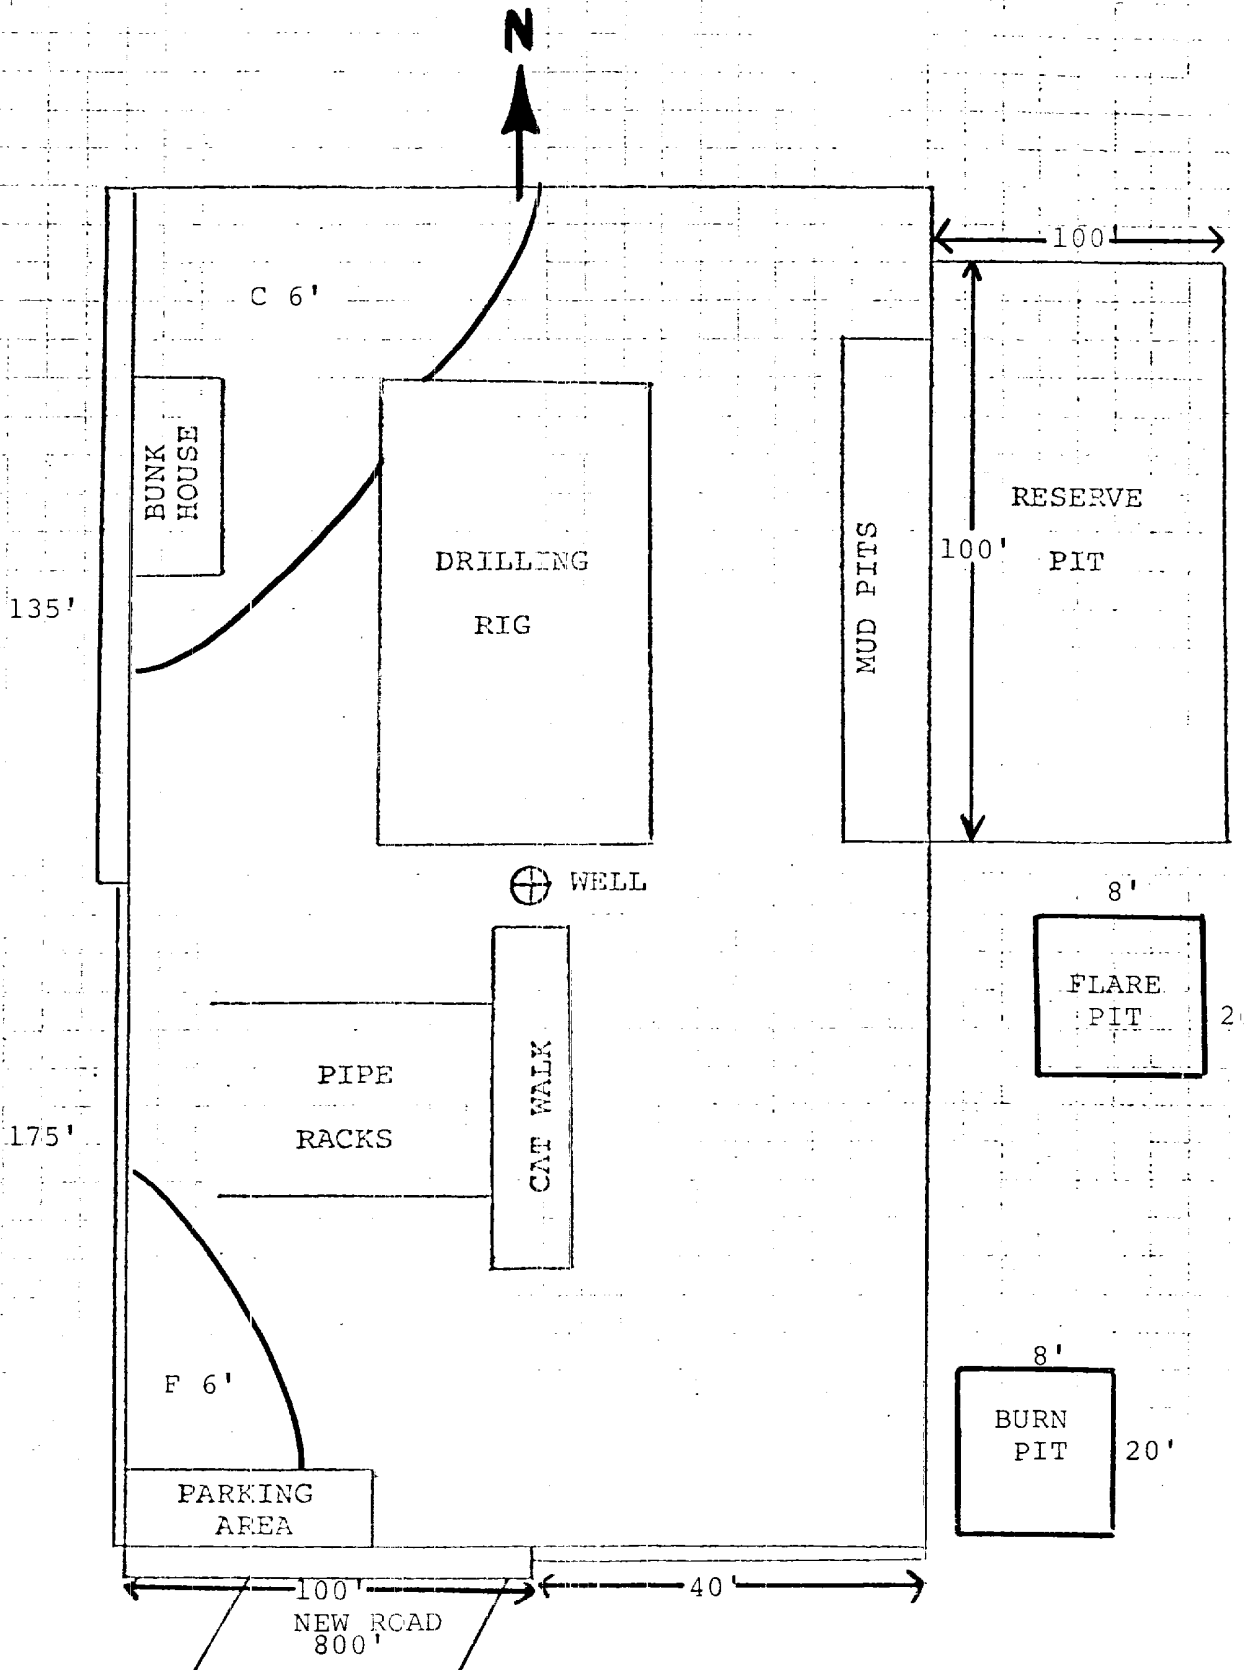 N
100'
C 6'
BUNK
HOUSE
RESERVE
PIT
100'
DRILLING
RIG
MUD PITS
135'
WELL
8'
FLARE
PIT
PIPE
RACKS
CAT WALK
175'
8'
F 6'
BURN
PIT
20'
PARKING
AREA
100'
40'
NEW ROAD
800'